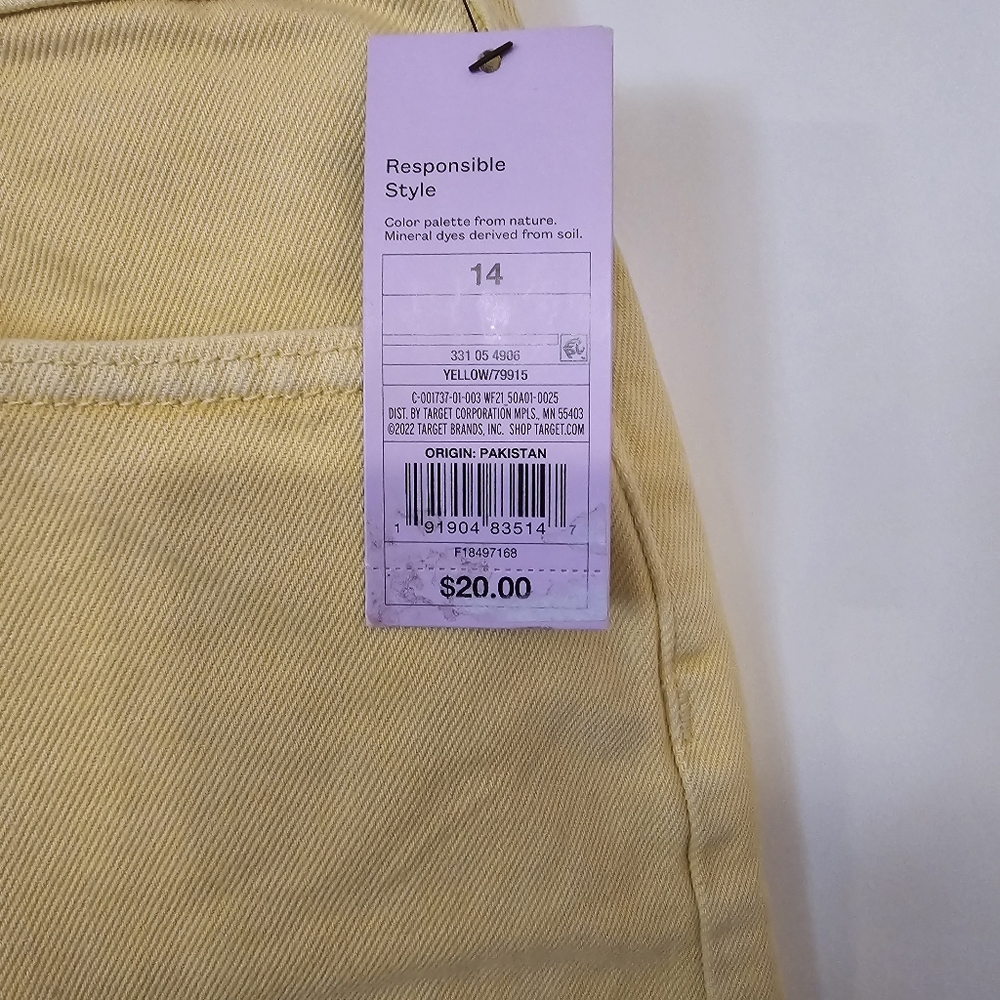 Responsible
Style
Color palette from nature.
Mineral dyes derived from soil.
14
331 05 4906
YELLOW/79915
C-001737-01-003 WF21 50A01-0025
DIST. BY TARGET CORPORATION MPLS., MN 55403
©2022 TARGET BRANDS, INC. SHOP TARGET.COM
ORIGIN: PAKISTAN
1 91904 83514 7
F18497168
$20.00